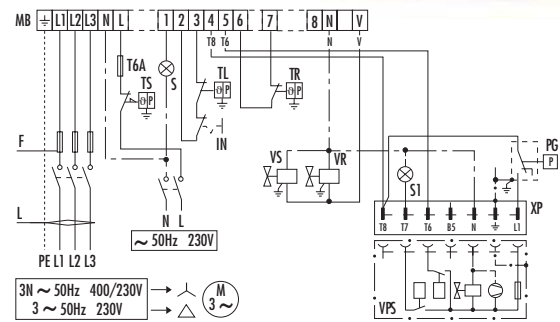 MB L1 L2 L3 N L 1 2 3 4 5 6 7 8 N V
T8 T6 N V
T6A
TS
ϑ P
S
TL
ϑ P
TR
ϑ P
IN
F
VS
VR
S1
PG
P
XP
T8 T7 T6 B5 N L1
L
N L
~ 50Hz 230V
PE L1 L2 L3
VPS
3N ~ 50Hz 400/230V
3 ~ 50Hz 230V
M
3 ~